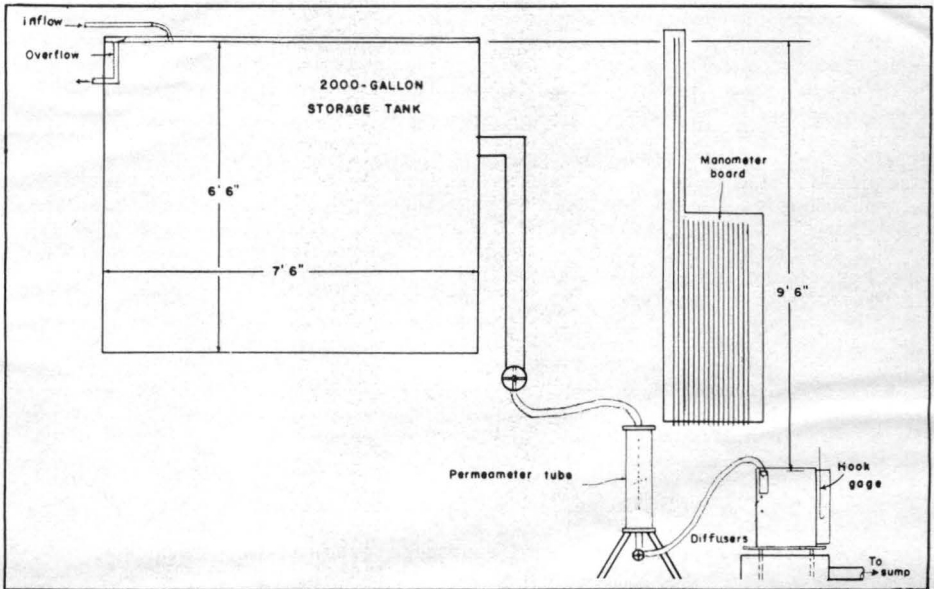 Inflow
Overflow
2000-GALLON
STORAGE TANK
6' 6"
7' 6"
Manometer
board
9' 6"
Permeameter tube
Hook
gage
Diffusers
To
sump